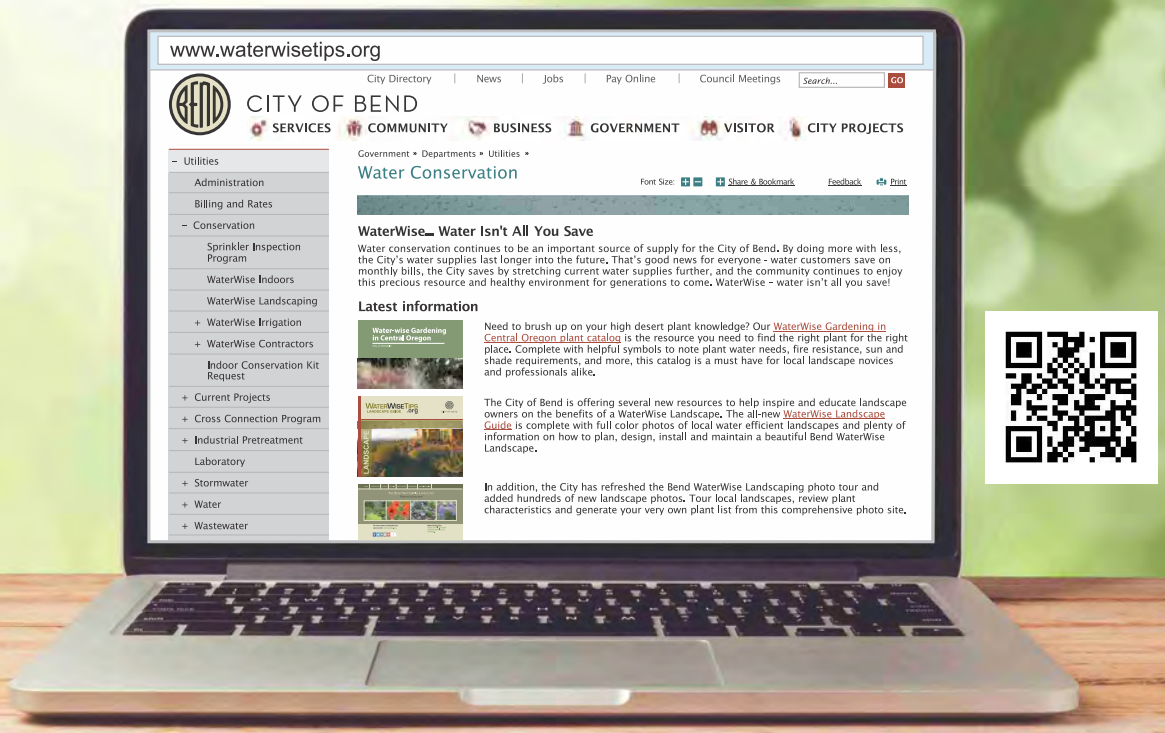 www.waterwisetips.org
City Directory | News | Jobs | Pay Online | Council Meetings Search... GO
BEND
CITY OF BEND
SERVICES COMMUNITY BUSINESS GOVERNMENT VISITOR CITY PROJECTS
– Utilities
Administration
Billing and Rates
– Conservation
Sprinkler Inspection
Program
WaterWise Indoors
WaterWise Landscaping
+ WaterWise Irrigation
+ WaterWise Contractors
Indoor Conservation Kit
Request
+ Current Projects
+ Cross Connection Program
+ Industrial Pretreatment
Laboratory
+ Stormwater
+ Water
+ Wastewater
Government » Departments » Utilities »
Water Conservation
Font Size: Share & Bookmark Feedback Print
WaterWise... Water Isn't All You Save
Water conservation continues to be an important source of supply for the City of Bend. By doing more with less,
the City's water supplies last longer into the future. That's good news for everyone - water customers save on
monthly bills, the City saves by stretching current water supplies further, and the community continues to enjoy
this precious resource and healthy environment for generations to come. WaterWise – water isn't all you save!
Latest information
Water-wise Gardening
in Central Oregon
Need to brush up on your high desert plant knowledge? Our WaterWise Gardening in
Central Oregon plant catalog is the resource you need to find the right plant for the right
place. Complete with helpful symbols to note plant water needs, fire resistance, sun and
shade requirements, and more, this catalog is a must have for local landscape novices
and professionals alike.
WATERWISETIPS
.org
LANDSCAPE GUIDE
LANDSCAPE
The City of Bend is offering several new resources to help inspire and educate landscape
owners on the benefits of a WaterWise Landscape. The all-new WaterWise Landscape
Guide is complete with full color photos of local water efficient landscapes and plenty of
information on how to plan, design, install and maintain a beautiful Bend WaterWise
Landscape.
In addition, the City has refreshed the Bend WaterWise Landscaping photo tour and
added hundreds of new landscape photos. Tour local landscapes, review plant
characteristics and generate your very own plant list from this comprehensive photo site.